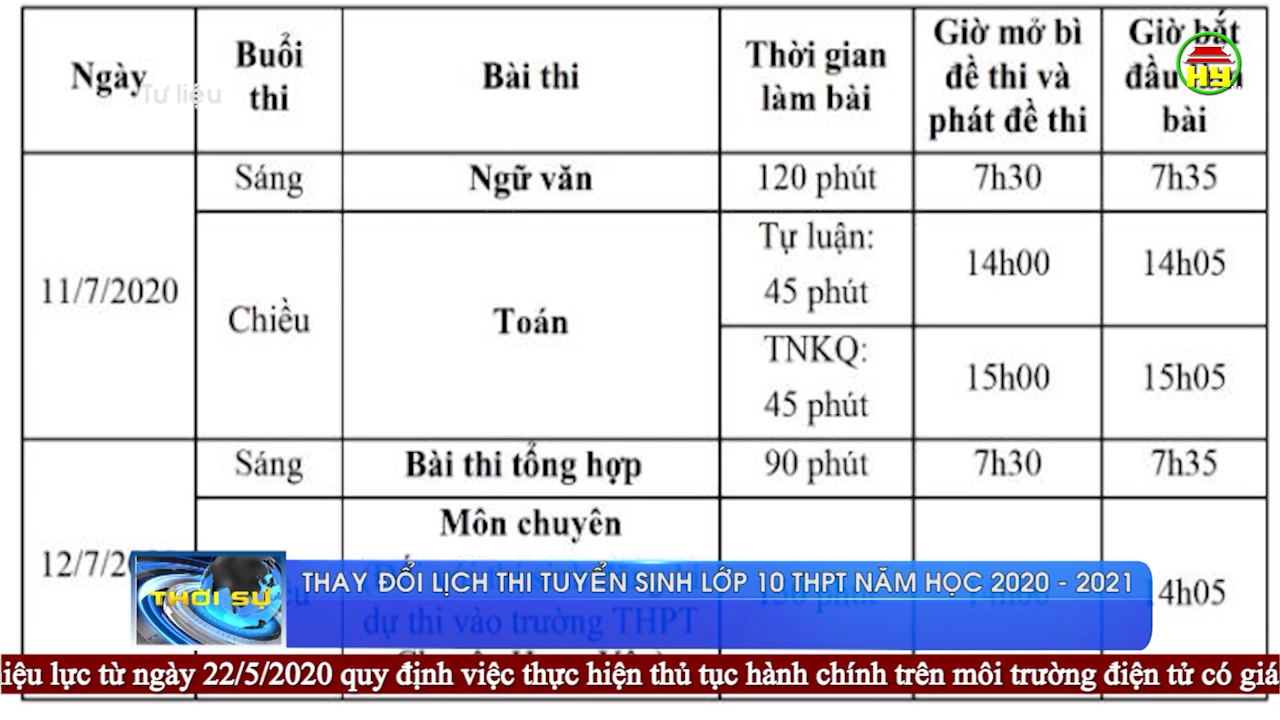 Ngày
Buổi thi
Bài thi
Thời gian làm bài
Giờ mở bì đề thi và phát đề thi
Giờ bắt đầu làm bài
Tư liệu
HY
11/7/2020
Sáng
Ngữ văn
120 phút
7h30
7h35
Chiều
Toán
Tự luận:
45 phút
14h00
14h05
TNKQ:
45 phút
15h00
15h05
Sáng
Bài thi tổng hợp
90 phút
7h30
7h35
Môn chuyên
12/7/2
dự thi vào trường THPT
14h05
THỜI SỰ
THAY ĐỔI LỊCH THI TUYỂN SINH LỚP 10 THPT NĂM HỌC 2020 - 2021
iệu lực từ ngày 22/5/2020 quy định việc thực hiện thủ tục hành chính trên môi trường điện tử có giá